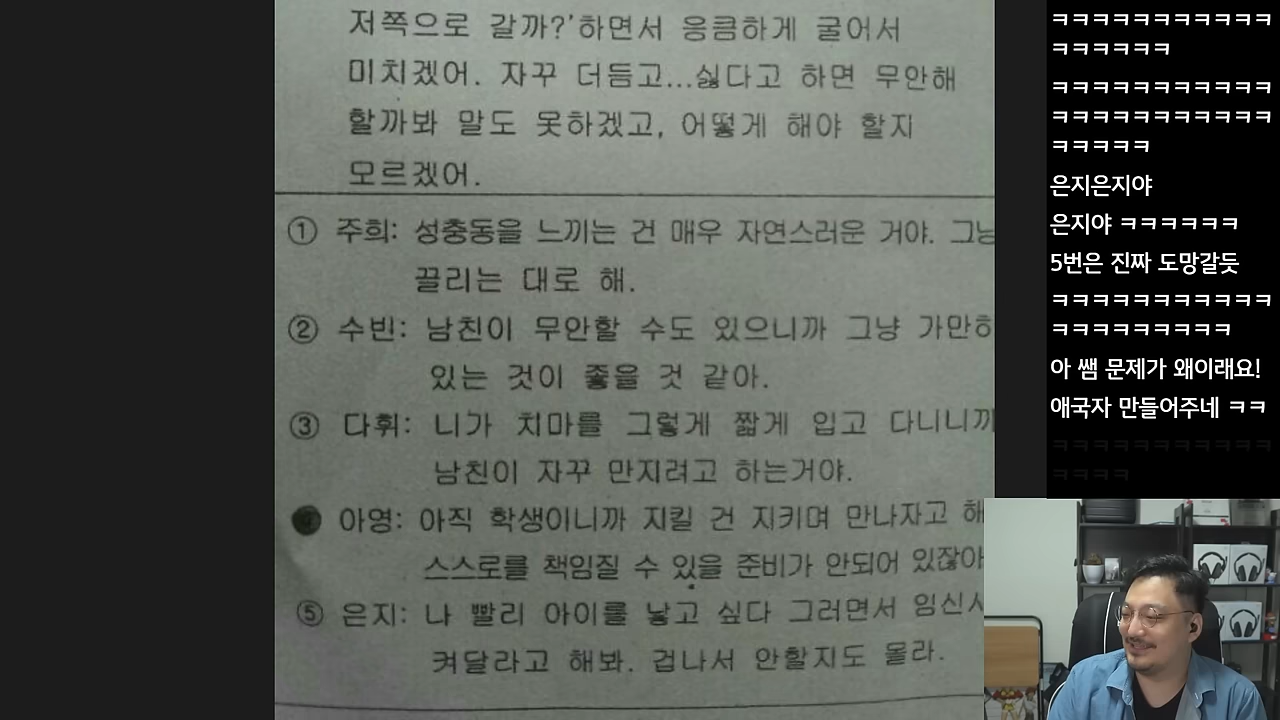 저쪽으로 갈까?'하면서 응큼하게 굴어서
미치겠어. 자꾸 더듬고...싫다고 하면 무안해
할까봐 말도 못하겠고, 어떻게 해야 할지
모르겠어.
① 주희: 성충동을 느끼는 건 매우 자연스러운 거야. 그냥
끌리는 대로 해.
② 수빈: 남친이 무안할 수도 있으니까 그냥 가만히
있는 것이 좋을 것 같아.
③ 다휘: 니가 치마를 그렇게 짧게 입고 다니니까
남친이 자꾸 만지려고 하는거야.
아영: 아직 학생이니까 지킬 건 지키며 만나자고 해
스스로를 책임질 수 있을 준비가 안되어 있잖아
⑤ 은지: 나 빨리 아이를 낳고 싶다 그러면서 임신시
켜달라고 해봐. 겁나서 안할지도 몰라.
ㅋㅋㅋㅋㅋㅋㅋㅋㅋㅋㅋ
ㅋㅋㅋㅋㅋㅋ
ㅋㅋㅋㅋㅋㅋㅋㅋㅋㅋㅋ
ㅋㅋㅋㅋㅋㅋㅋㅋㅋㅋㅋ
ㅋㅋㅋㅋㅋ
은지은지야
은지야 ㅋㅋㅋㅋㅋㅋ
5번은 진짜 도망갈듯
ㅋㅋㅋㅋㅋㅋㅋㅋㅋㅋㅋ
ㅋㅋㅋㅋㅋㅋㅋㅋㅋ
아 쌤 문제가 왜이래요!
애국자 만들어주네 ㅋㅋ
ㅋㅋㅋㅋㅋㅋㅋㅋㅋㅋㅋ
ㅋㅋㅋㅋ